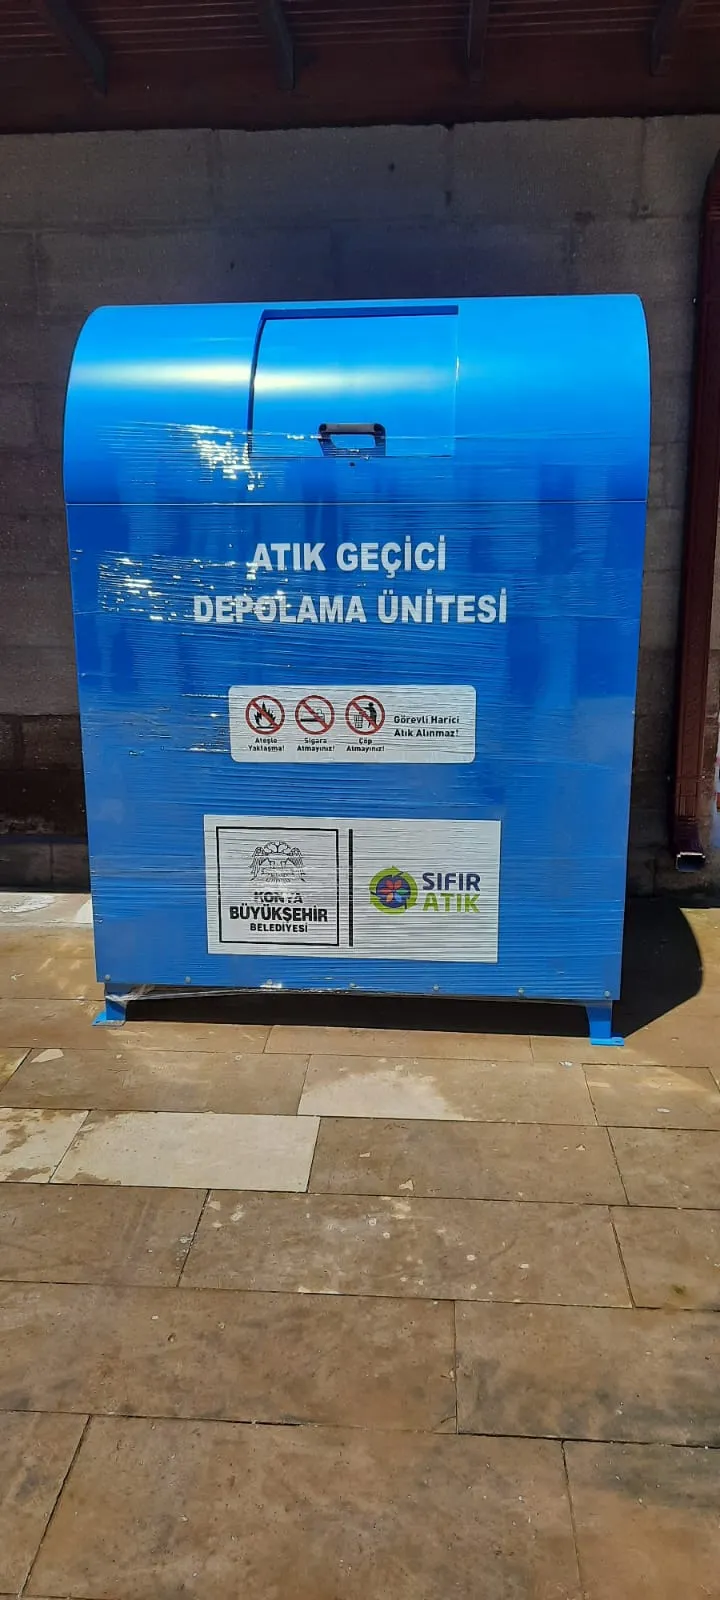 ATIK GEÇİCİ
DEPOLAMA ÜNİTESİ
Ateşle Yaklaşma!
Sigara Atmayınız!
Çöp Atmayınız!
Görevli Harici
Atık Alınmaz!
KONYA
BÜYÜKŞEHİR
BELEDİYESİ
SIFIR
ATIK